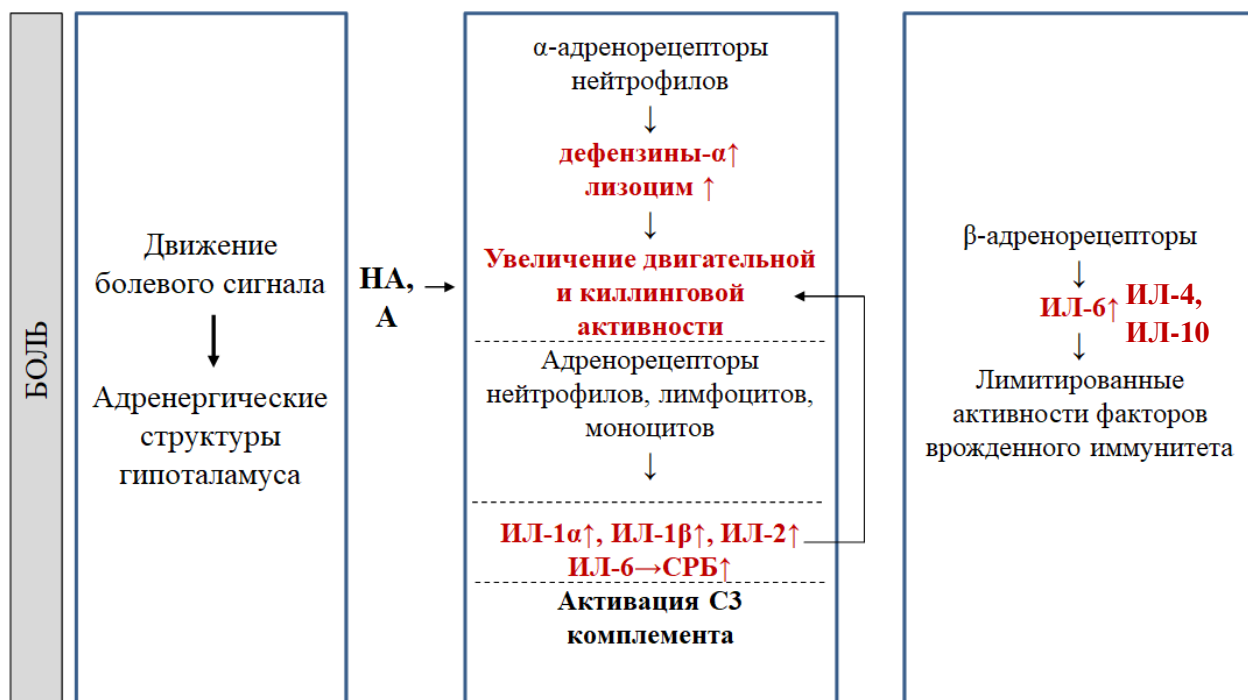 БОЛЬ
Движение
болевого сигнала
Адренергические
структуры
гипоталамуса
НА, →
А
α-адренорецепторы
нейтрофилов
↓
дефензины-α↑
лизоцим ↑
↓
Увеличение двигательной
и киллинговой
активности
Адренорецепторы
нейтрофилов, лимфоцитов,
моноцитов
↓
ИЛ-1α↑, ИЛ-1β↑, ИЛ-2↑
ИЛ-6→СРБ↑
Активация С3
комплемента
β-адренорецепторы
↓
ИЛ-6↑ ИЛ-4,
ИЛ-10
↓
Лимитированные
активности факторов
врожденного иммунитета